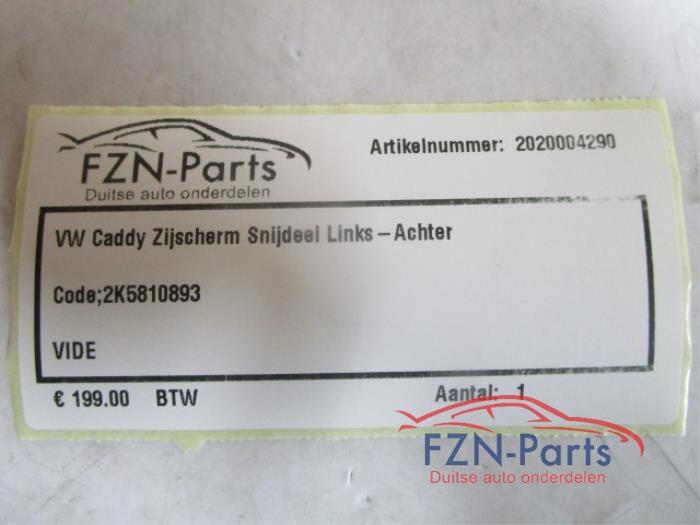 FZN-Parts
Duitse auto onderdelen
Artikelnummer: 2020004290
VW Caddy Zijscherm Snijdeel Links-Achter
Code;2K5810893
VIDE
€ 199.00 BTW
Aantal: 1
FZN-Parts
Duitse auto onderdelen